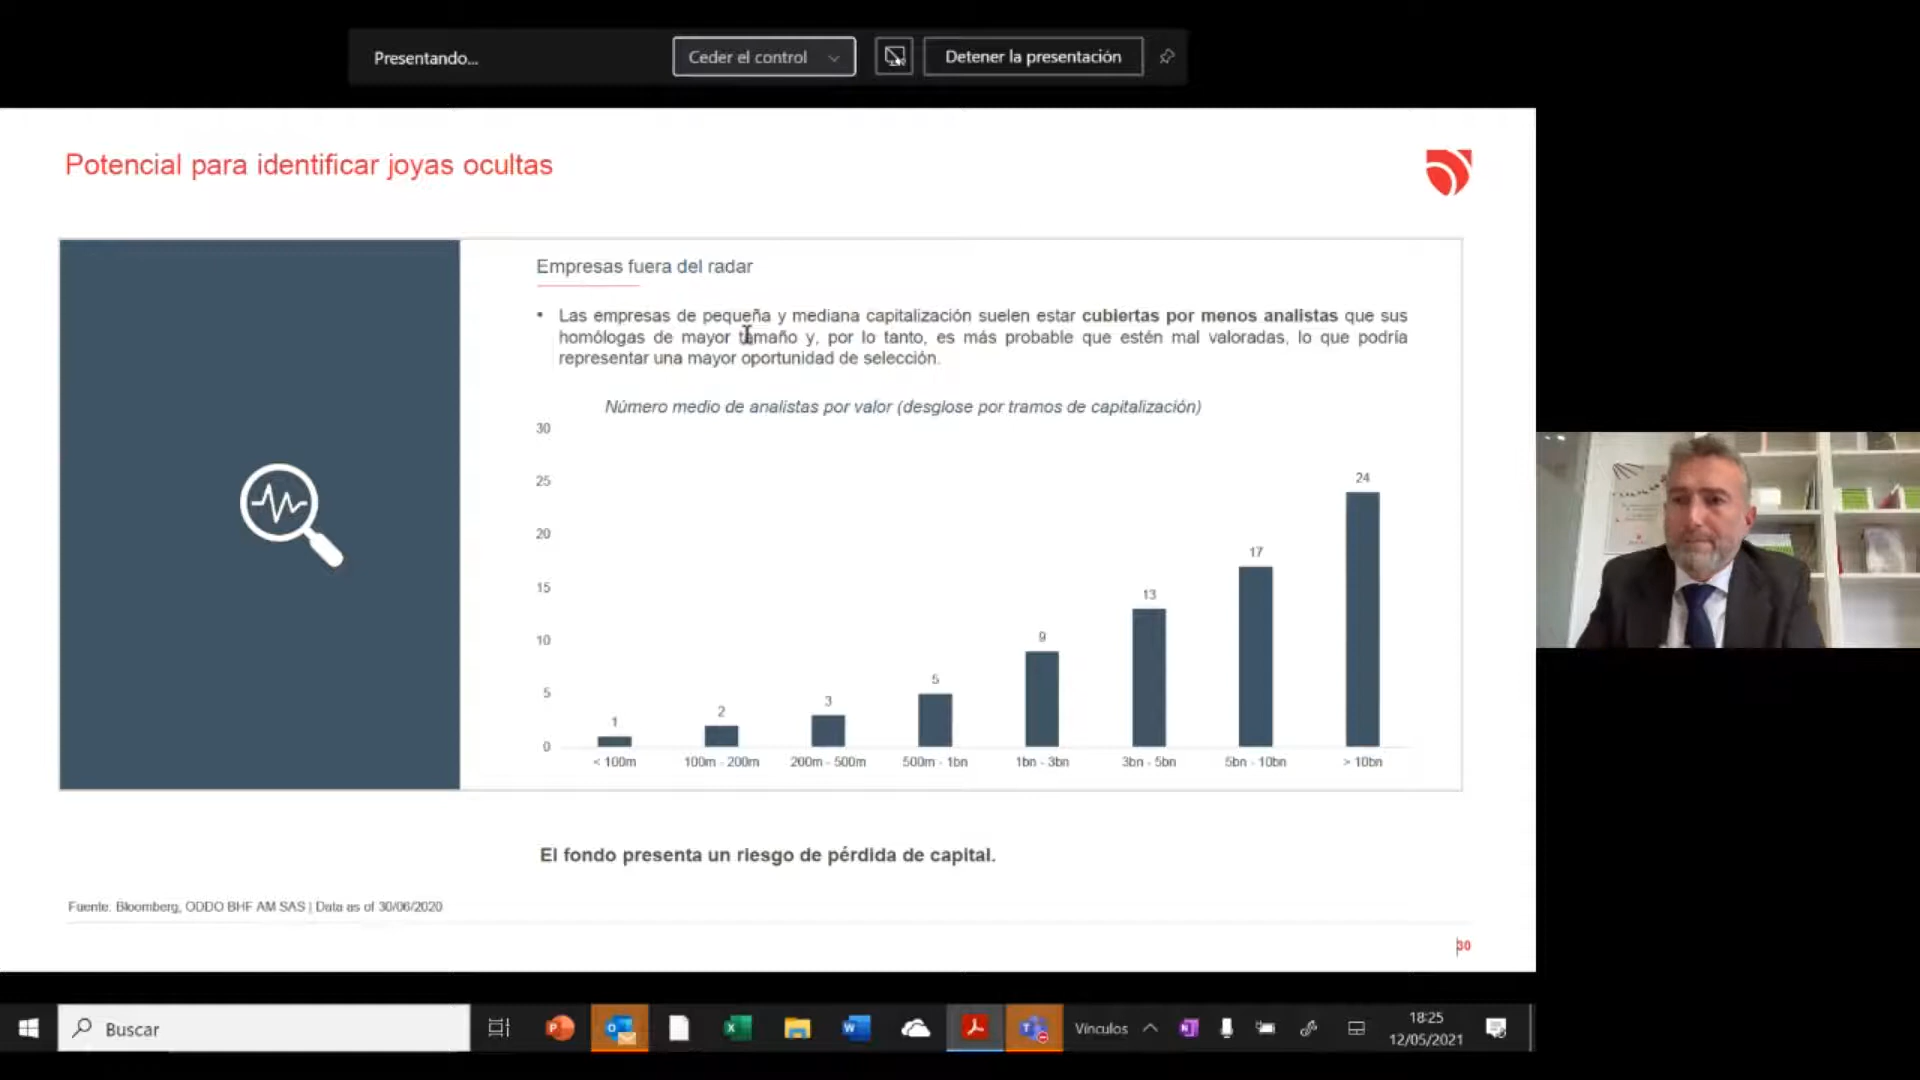 Presentando...
Ceder el control
Detener la presentación
Potencial para identificar joyas ocultas
Empresas fuera del radar
• Las empresas de pequeña y mediana capitalización suelen estar cubiertas por menos analistas que sus
homólogas de mayor tamaño y, por lo tanto, es más probable que estén mal valoradas, lo que podría
representar una mayor oportunidad de selección.
Número medio de analistas por valor (desglose por tramos de capitalización)
30
25
20
15
10
5
0
1
2
3
5
9
13
17
24
< 100m
100m - 200m
200m - 500m
500m - 1bn
1bn - 3bn
3bn - 5bn
5bn - 10bn
> 10bn
El fondo presenta un riesgo de pérdida de capital.
Fuente. Bloomberg, ODDO BHF AM SAS | Data as of 30/06/2020
30
Buscar
Vínculos
18:25
12/05/2021